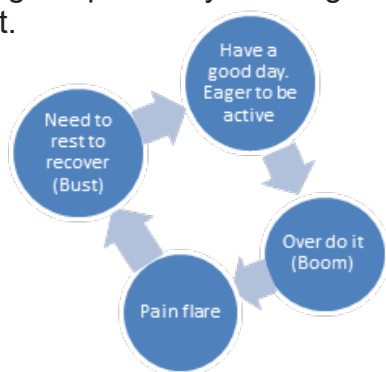 t.
Have a
good day.
Eager to be
active
Over do it
(Boom)
Pain flare
Need to
rest to
recover
(Bust)